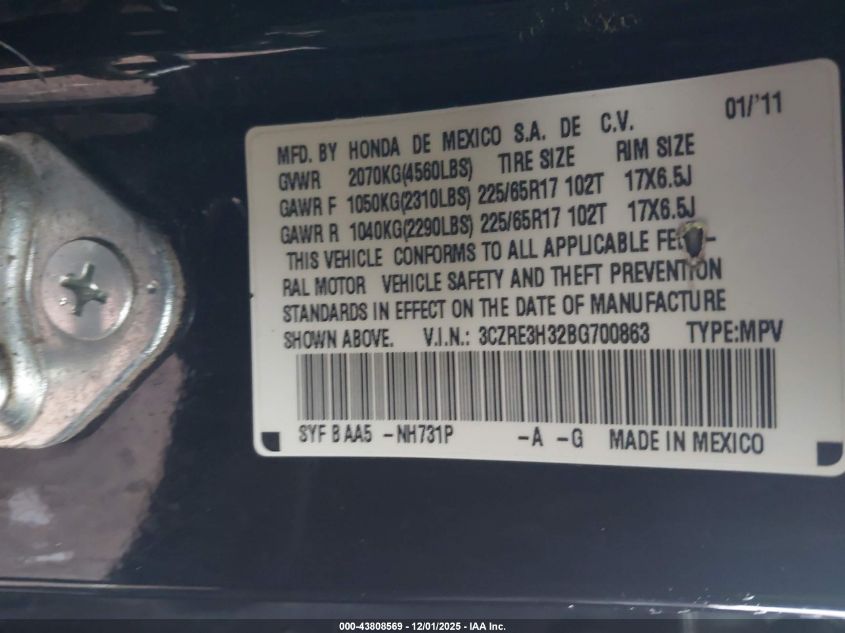 01/'11
MFD. BY HONDA DE MEXICO S.A. DE C.V.
GVWR 2070KG(4560LBS) TIRE SIZE RIM SIZE
GAWR F 1050KG(2310LBS) 225/65R17 102T 17X6.5J
GAWR R 1040KG(2290LBS) 225/65R17 102T 17X6.5J
THIS VEHICLE CONFORMS TO ALL APPLICABLE
RAL MOTOR VEHICLE SAFETY AND THEFT PREVENTION
STANDARDS IN EFFECT ON THE DATE OF MANUFACTURE
SHOWN ABOVE. V.I.N.: 3CZRE3H32BG700863 TYPE:MPV
SYF B AA5 -NH731P -A -G MADE IN MEXICO
000-43808569 - 12/01/2025 - IAA Inc.